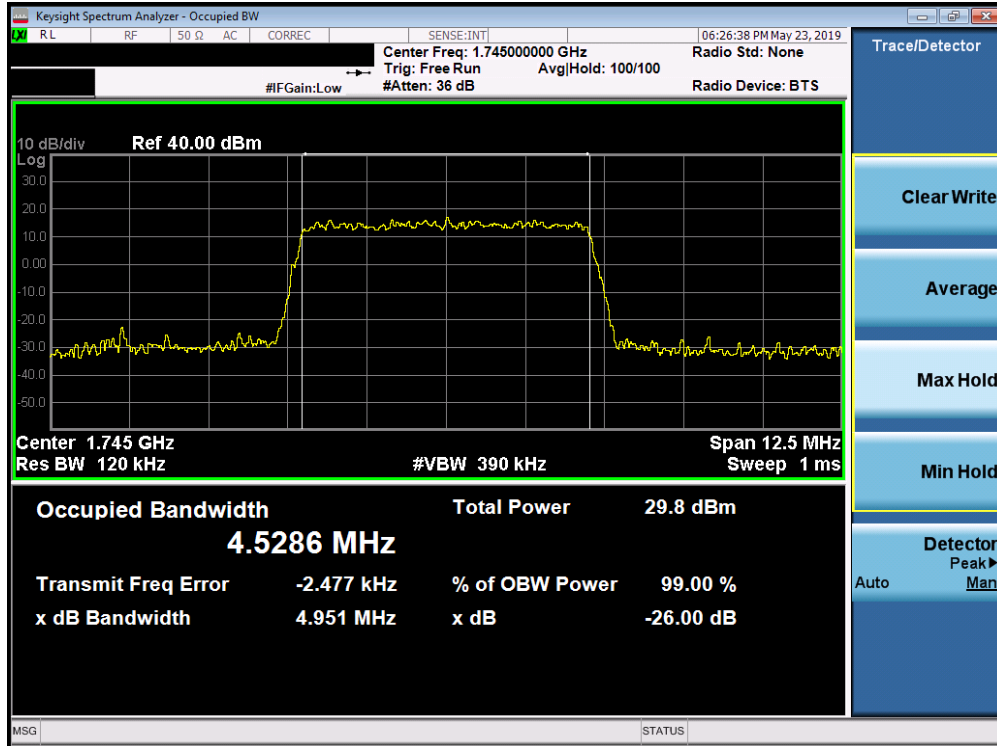 Keysight Spectrum Analyzer - Occupied BW
LXI RL RF 50 Ω AC CORREC SENSE:INT 06:26:38 PM May 23, 2019
Center Freq: 1.745000000 GHz Radio Std: None
Trig: Free Run Avg|Hold: 100/100
#IFGain:Low #Atten: 36 dB Radio Device: BTS
10 dB/div Ref 40.00 dBm
Log
30.0
20.0
10.0
0.00
-10.0
-20.0
-30.0
-40.0
-50.0
Center 1.745 GHz Span 12.5 MHz
Res BW 120 kHz #VBW 390 kHz Sweep 1 ms
Occupied Bandwidth Total Power 29.8 dBm
4.5286 MHz
Transmit Freq Error -2.477 kHz % of OBW Power 99.00 %
x dB Bandwidth 4.951 MHz x dB -26.00 dB
MSG STATUS
Trace/Detector
Clear Write
Average
Max Hold
Min Hold
Detector
Peak▶
Auto Man